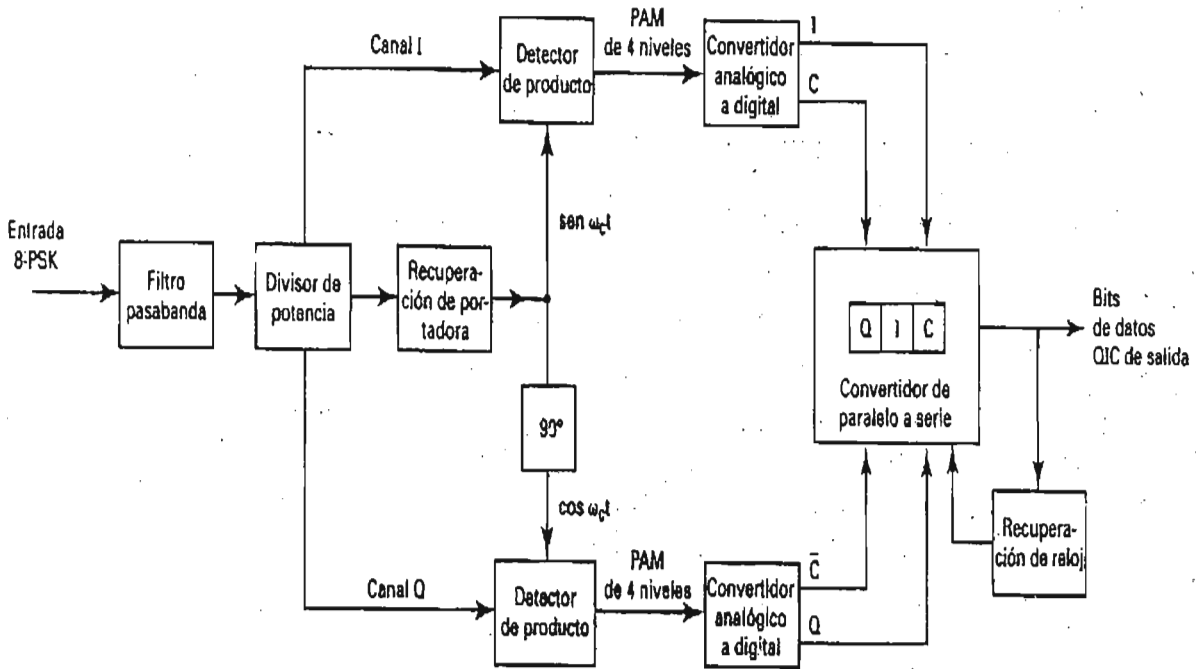 PAM
de 4 niveles
Canal I
Detector
de producto
Convertidor
analógico
a digital
I
C
sen ω_c t
Entrada
8-PSK
Filtro
pasabanda
Divisor de
potencia
Recupera-
ción de por-
tadora
Q I C
Convertidor de
paralelo a serie
Bits
de datos
QIC de salida
90°
cos ω_c t
Recupera-
ción de reloj
Canal Q
Detector
de producto
PAM
de 4 niveles
Convertidor
analógico
a digital
C̅
Q